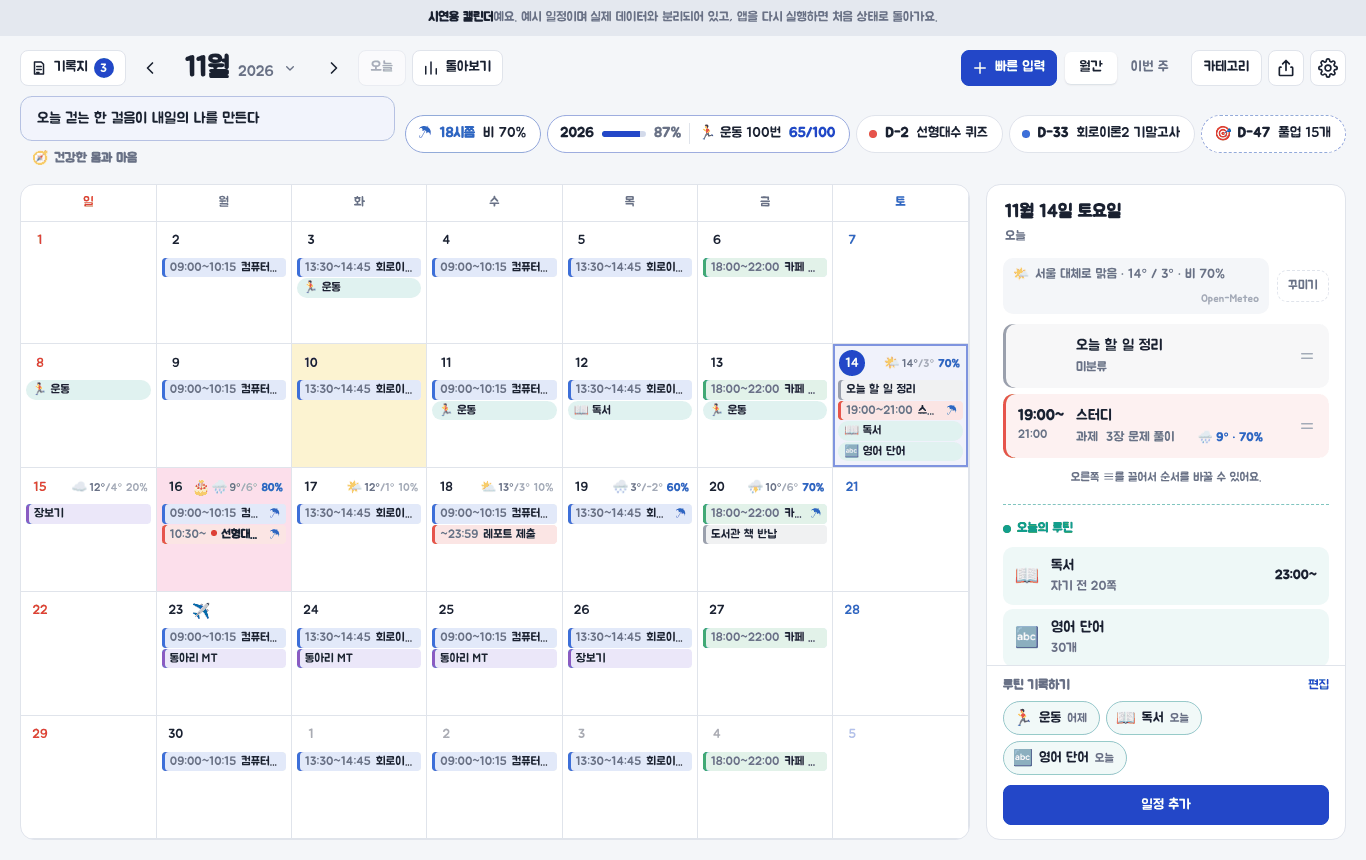 시연용 캘린더예요. 예시 일정이며 실제 데이터와 분리되어 있고, 앱을 다시 실행하면 처음 상태로 돌아가요.
기록지 3
11월 2026
오늘
돌아보기
+ 빠른 입력
월간
이번 주
카테고리
오늘 걷는 한 걸음이 내일의 나를 만든다
건강한 몸과 마음
18시쯤 비 70%
2026 87% 운동 100번 65/100
D-2 선형대수 퀴즈
D-33 회로이론2 기말고사
D-47 풀업 15개
일 월 화 수 목 금 토
1 2 3 4 5 6 7
09:00~10:15 컴퓨터...
13:30~14:45 회로이...
09:00~10:15 컴퓨터...
13:30~14:45 회로이...
18:00~22:00 카페 ...
운동
8 9 10 11 12 13 14 14°/3° 70%
운동
09:00~10:15 컴퓨터...
13:30~14:45 회로이...
09:00~10:15 컴퓨터...
13:30~14:45 회로이...
18:00~22:00 카페 ...
오늘 할 일 정리
운동
독서
운동
19:00~21:00 스...
독서
영어 단어
15 12°/4° 20%
16 9°/6° 80%
17 12°/1° 10%
18 13°/3° 10%
19 3°/-2° 60%
20 10°/6° 70%
21
장보기
09:00~10:15 컴...
13:30~14:45 회로이...
09:00~10:15 컴퓨터...
13:30~14:45 회...
18:00~22:00 카...
10:30~ 선형대...
~23:59 레포트 제출
도서관 책 반납
22 23 24 25 26 27 28
09:00~10:15 컴퓨터...
13:30~14:45 회로이...
09:00~10:15 컴퓨터...
13:30~14:45 회로이...
18:00~22:00 카페 ...
동아리 MT
동아리 MT
동아리 MT
장보기
29 30 1 2 3 4 5
09:00~10:15 컴퓨터...
13:30~14:45 회로이...
09:00~10:15 컴퓨터...
13:30~14:45 회로이...
18:00~22:00 카페 ...
11월 14일 토요일
오늘
서울 대체로 맑음 · 14° / 3° · 비 70%
Open-Meteo
꾸미기
오늘 할 일 정리
미분류
19:00~ 스터디
21:00 과제 3장 문제 풀이 9° · 70%
오른쪽 ☰를 끌어서 순서를 바꿀 수 있어요.
오늘의 루틴
독서
자기 전 20쪽
23:00~
abc 영어 단어
30개
루틴 기록하기 편집
운동 어제
독서 오늘
abc 영어 단어 오늘
일정 추가